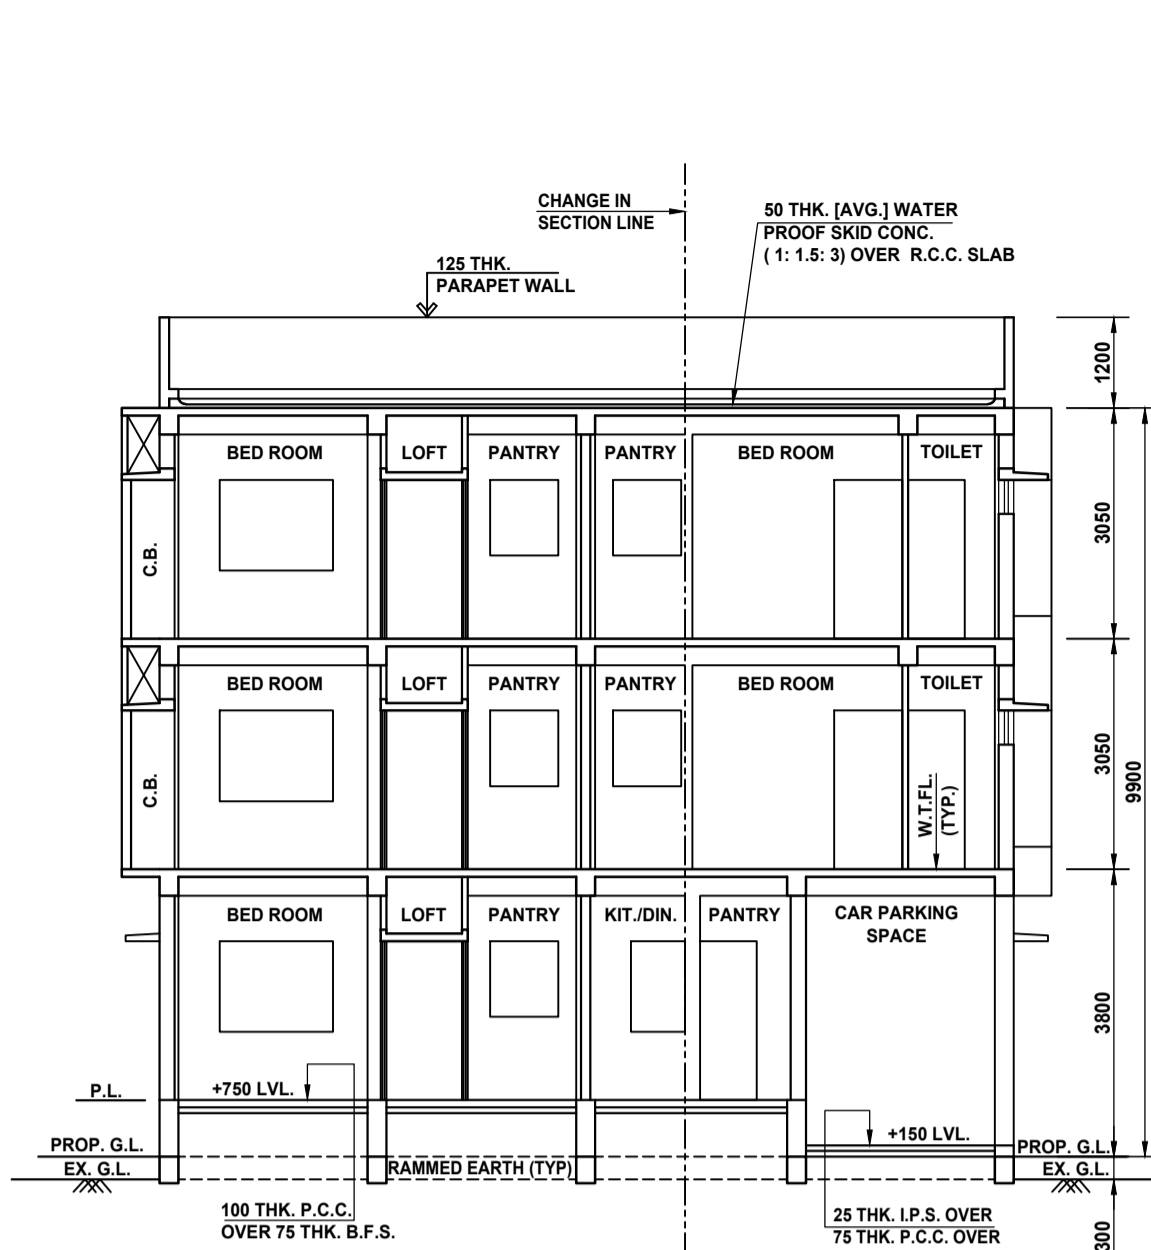 CHANGE IN
SECTION LINE
50 THK. [AVG.] WATER
PROOF SKID CONC.
( 1: 1.5: 3) OVER R.C.C. SLAB
125 THK.
PARAPET WALL
1200
BED ROOM
LOFT
PANTRY
PANTRY
BED ROOM
TOILET
C.B.
3050
BED ROOM
LOFT
PANTRY
PANTRY
BED ROOM
TOILET
C.B.
W.T.FL.
(TYP.)
3050
9900
BED ROOM
LOFT
PANTRY
KIT./DIN.
PANTRY
CAR PARKING
SPACE
3800
P.L.
+750 LVL.
+150 LVL.
PROP. G.L.
PROP. G.L.
EX. G.L.
RAMMED EARTH (TYP)
EX. G.L.
100 THK. P.C.C.
OVER 75 THK. B.F.S.
25 THK. I.P.S. OVER
75 THK. P.C.C. OVER
300